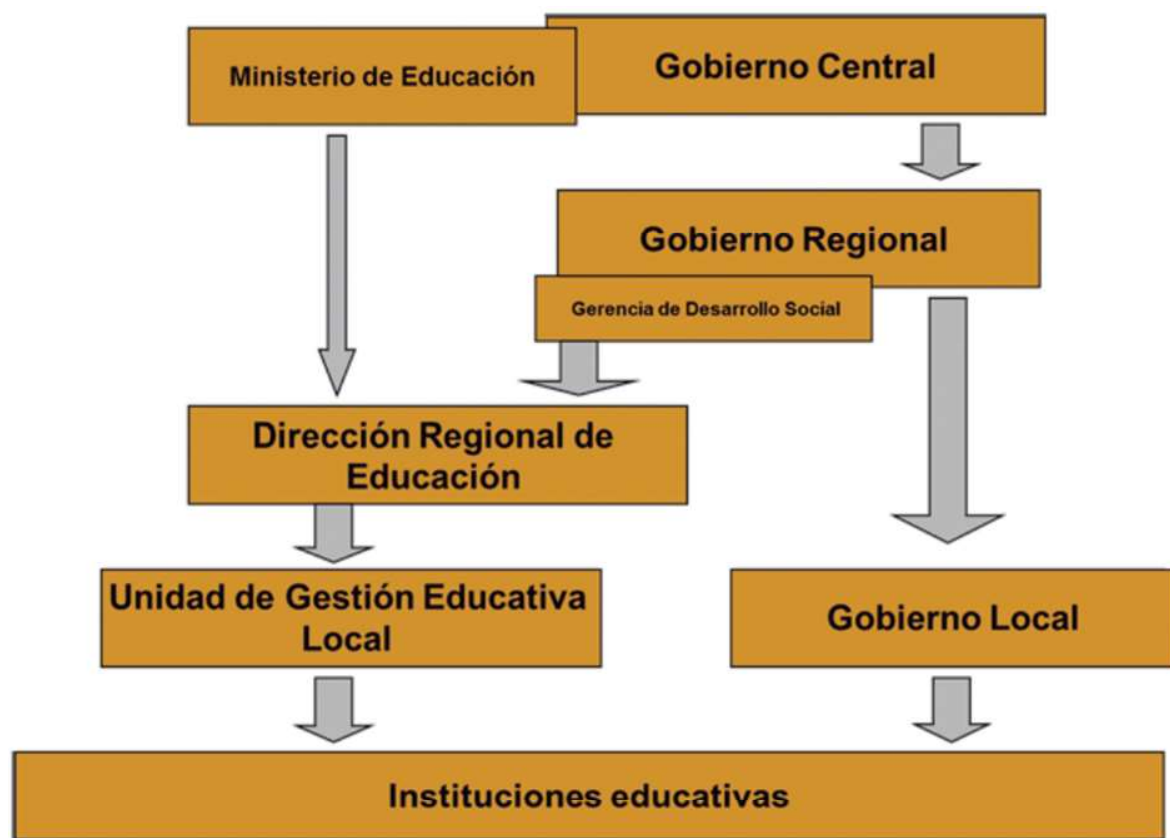 Ministerio de Educación
Gobierno Central
Gobierno Regional
Gerencia de Desarrollo Social
Dirección Regional de
Educación
Unidad de Gestión Educativa
Local
Gobierno Local
Instituciones educativas